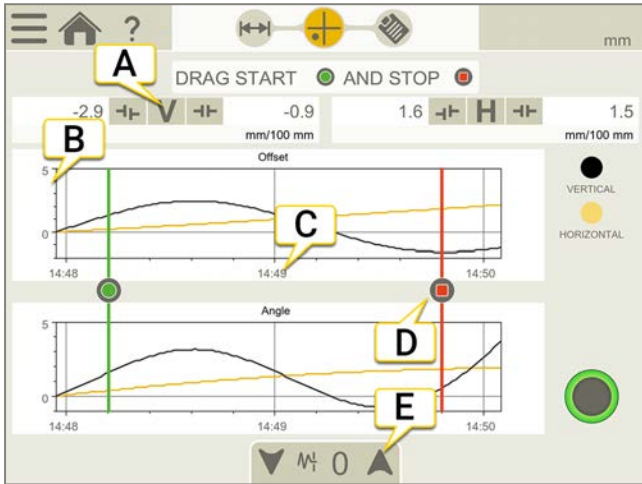 ?
mm
A
DRAG START AND STOP
-2.9 V -0.9
mm/100 mm
1.6 H 1.5
mm/100 mm
B
Offset
5
0
C
14:48 14:49 14:50
VERTICAL
HORIZONTAL
Angle
D
5
0
E
14:48 14:49 14:50
0